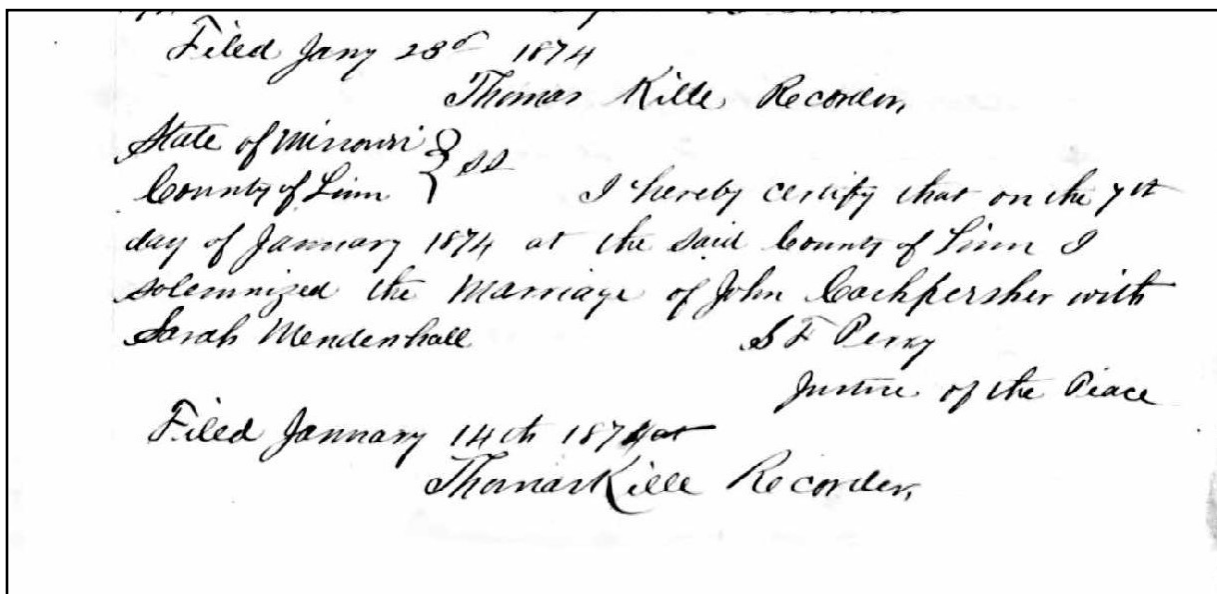 Filed Jany 23d 1874
Thomas Kille Recorder,
State of Missouri } SS
County of Linn I hereby certify that on the 7th
day of January 1874 at the said County of Linn I
solemnized the Marriage of John Cochpersher with
Sarah Mendenhall S F Perry
Justice of the Peace
Filed January 14th 1874
Thomas Kille Recorder,